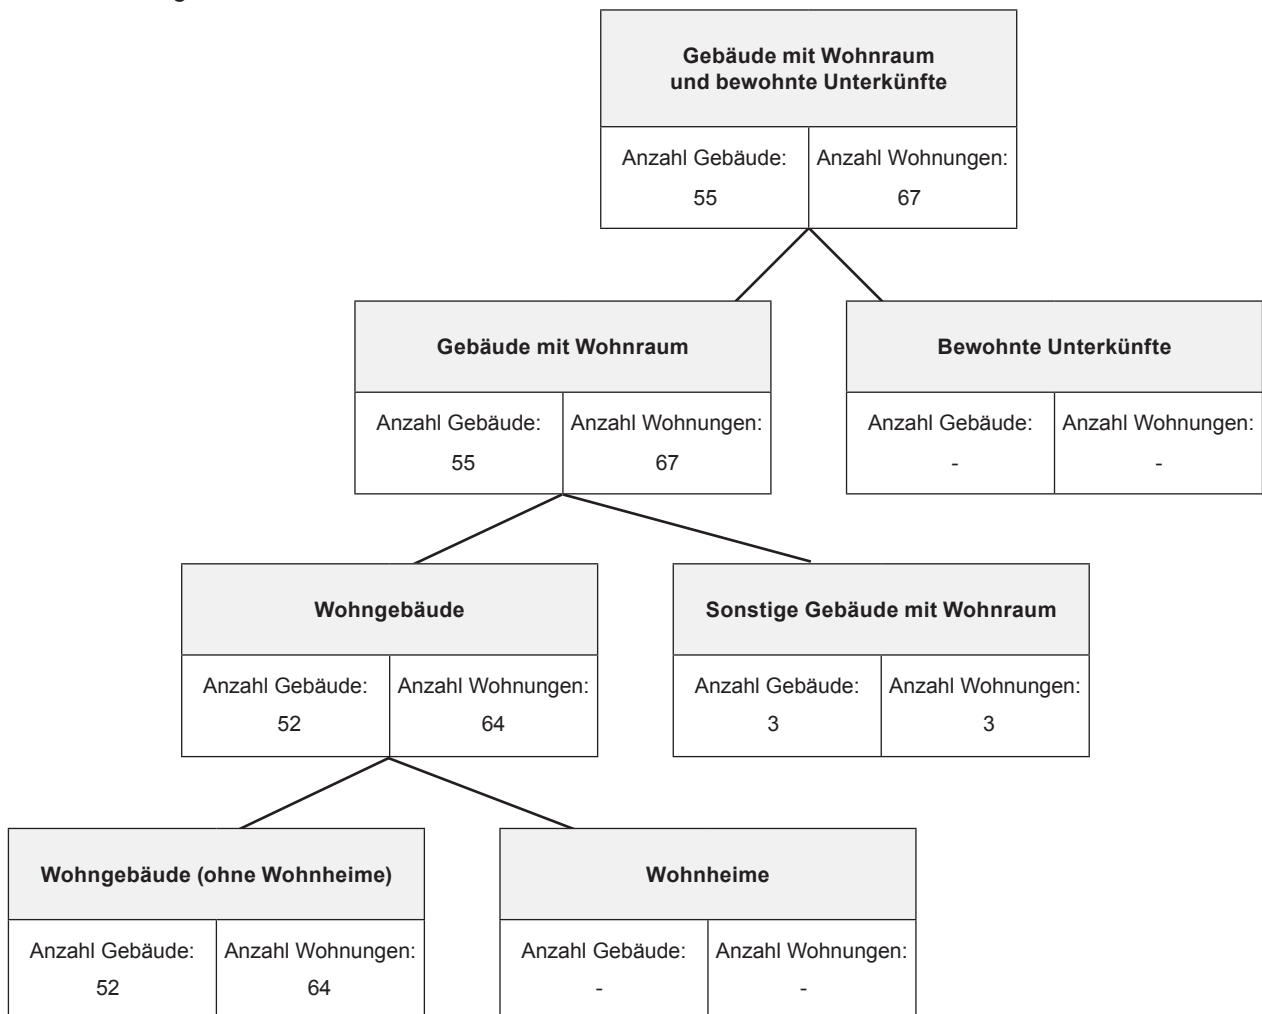 Gebäude mit Wohnraum
und bewohnte Unterkünfte
Anzahl Gebäude: Anzahl Wohnungen:
55 67
Gebäude mit Wohnraum Bewohnte Unterkünfte
Anzahl Gebäude: Anzahl Wohnungen: Anzahl Gebäude: Anzahl Wohnungen:
55 67 - -
Wohngebäude Sonstige Gebäude mit Wohnraum
Anzahl Gebäude: Anzahl Wohnungen: Anzahl Gebäude: Anzahl Wohnungen:
52 64 3 3
Wohngebäude (ohne Wohnheime) Wohnheime
Anzahl Gebäude: Anzahl Wohnungen: Anzahl Gebäude: Anzahl Wohnungen:
52 64 - -